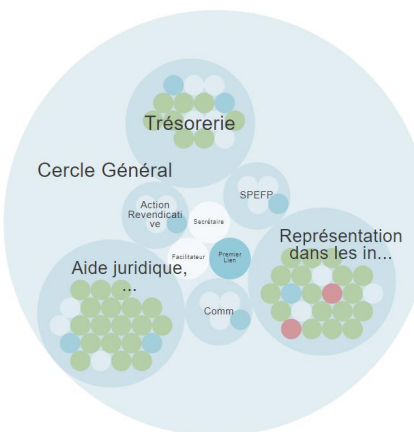 Trésorerie
Cercle Général
SPEFP
Action
Revendicati
ve
Secrétaire
Facilitateur
Premier
Lien
Représentation
dans les in...
Aide juridique,
...
Comm